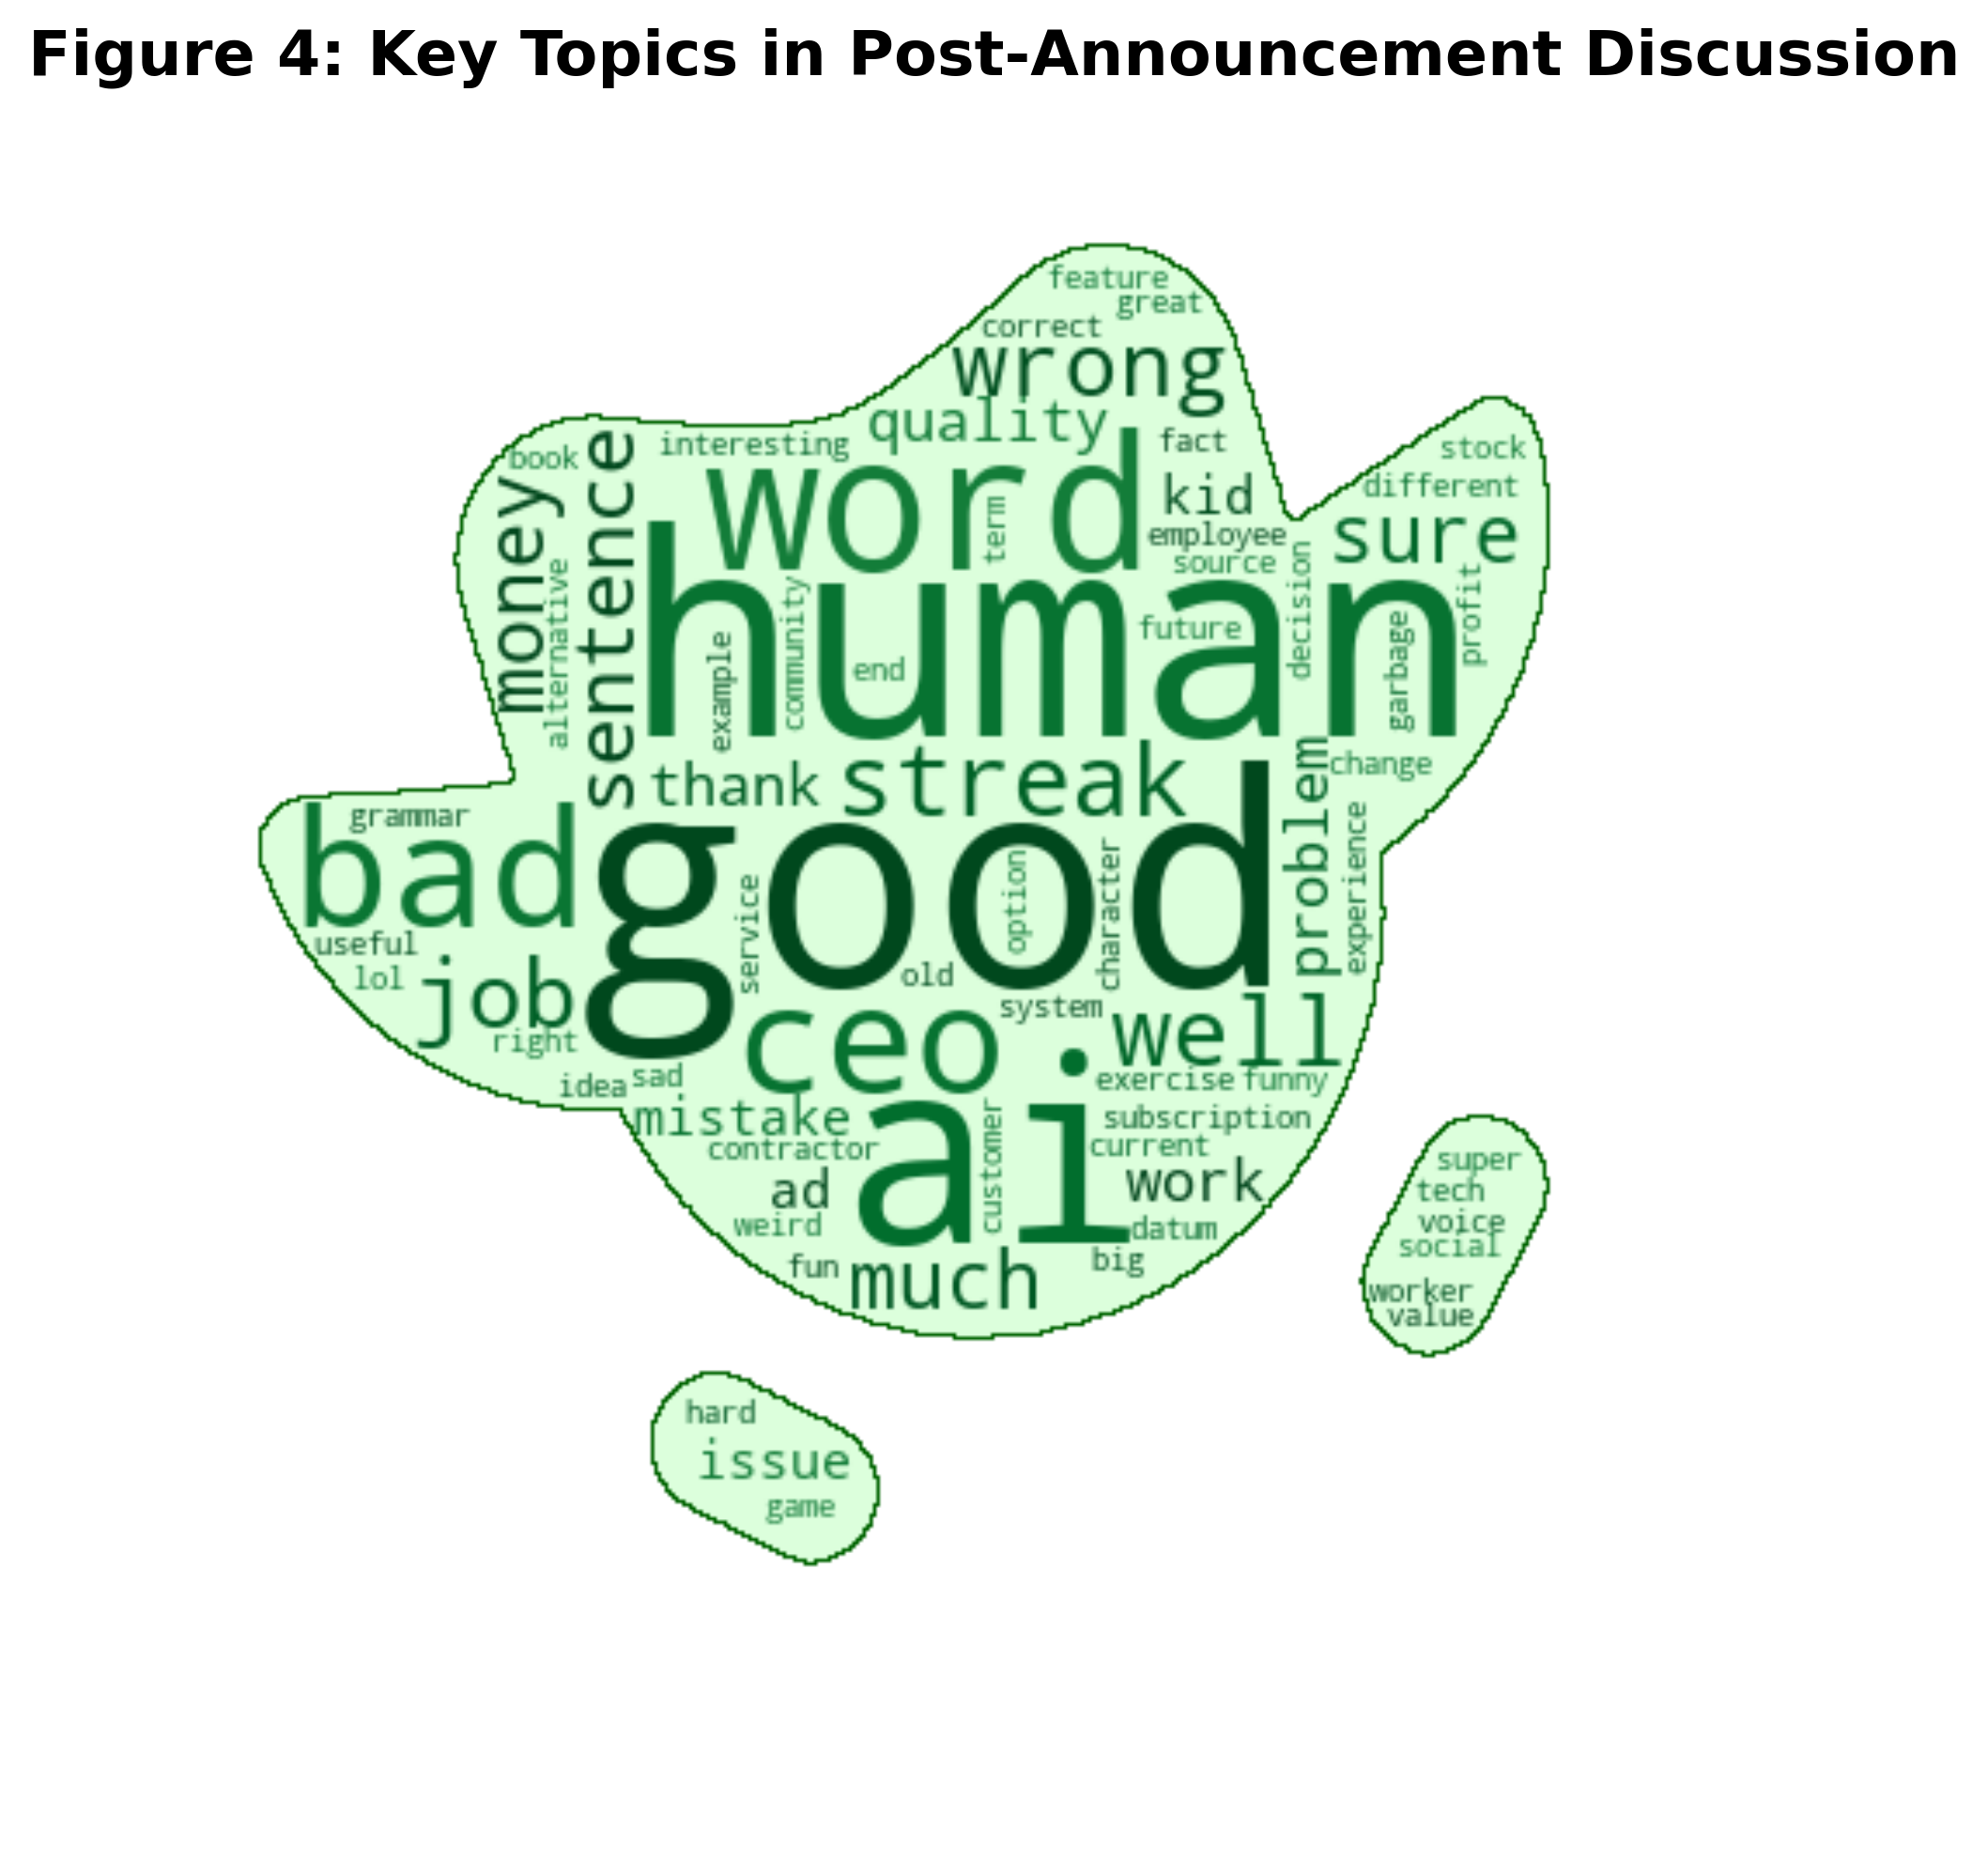 Figure 4: Key Topics in Post-Announcement Discussion
feature
great
correct
wrong
quality
fact
interesting
book
sentence
money
alternative
word
term
kid
employee
source
stock
different
sure
human
example
community
end
future
decision
garbage
profit
thank
streak
problem
change
experience
grammar
bad
useful
lol
job
right
good
service
old
option
character
system
ceo
well
idea
sad
mistake
contractor
ai
customer
exercise
funny
subscription
current
ad
work
weird
datum
fun
much
big
super
tech
voice
social
worker
value
hard
issue
game